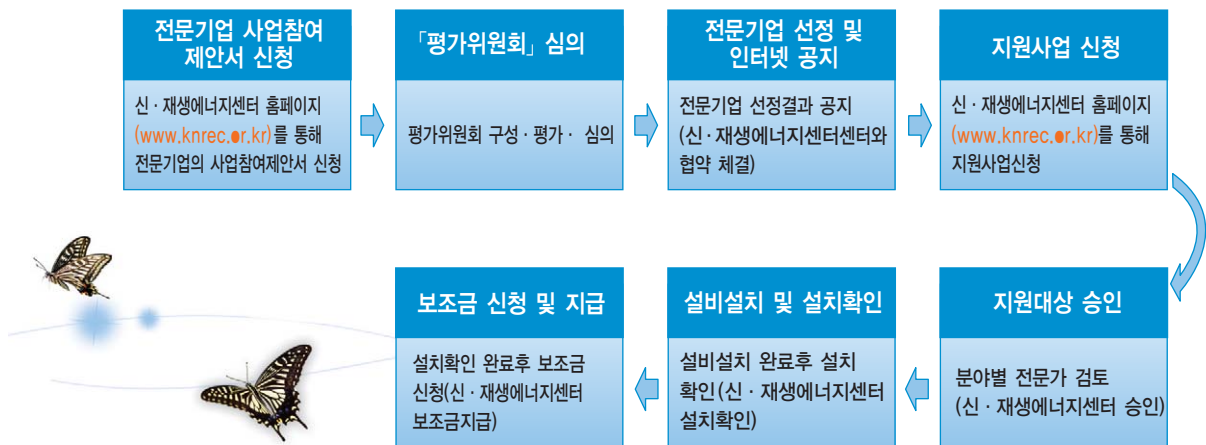 전문기업 사업참여
제안서 신청
신 · 재생에너지센터 홈페이지
(www.knrec.or.kr)를 통해
전문기업의 사업참여제안서 신청
「평가위원회」 심의
평가위원회 구성 · 평가 · 심의
전문기업 선정 및
인터넷 공지
전문기업 선정결과 공지
(신 · 재생에너지센터센터와
협약 체결)
지원사업 신청
신 · 재생에너지센터 홈페이지
(www.knrec.or.kr)를 통해
지원사업신청
지원대상 승인
분야별 전문가 검토
(신 · 재생에너지센터 승인)
설비설치 및 설치확인
설비설치 완료후 설치
확인(신 · 재생에너지센터
설치확인)
보조금 신청 및 지급
설치확인 완료후 보조금
신청(신 · 재생에너지센터
보조금지급)